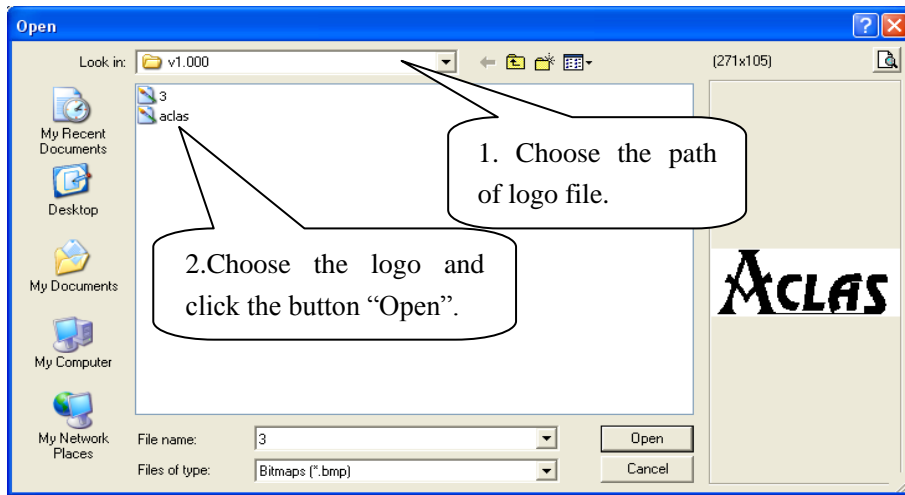 Open
Look in: v1.000
(271x105)
3
aclas
My Recent
Documents
Desktop
My Documents
My Computer
My Network
Places
1. Choose the path
of logo file.
2.Choose the logo and
click the button “Open”.
ACLAS
File name: 3 Open
Files of type: Bitmaps (*.bmp) Cancel